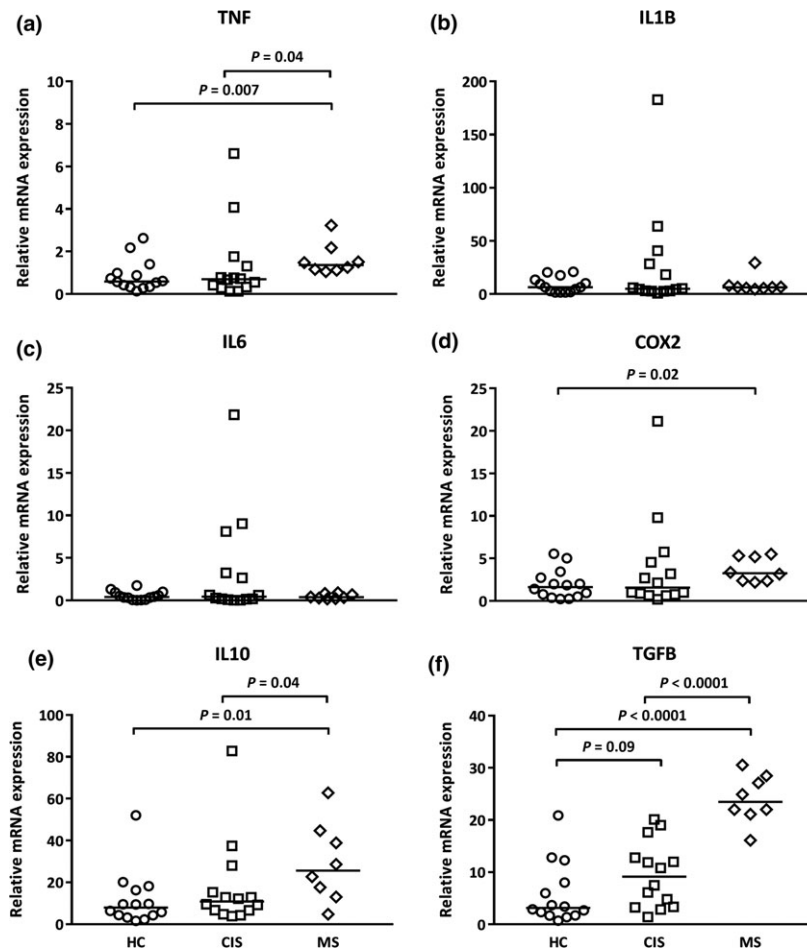 (a)
TNF
Relative mRNA expression
10
8
6
4
2
0
P = 0.04
P = 0.007
(b)
IL1B
Relative mRNA expression
200
150
100
50
0
(c)
IL6
Relative mRNA expression
25
20
15
10
5
0
(d)
COX2
Relative mRNA expression
25
20
15
10
5
0
P = 0.02
(e)
IL10
Relative mRNA expression
100
80
60
40
20
0
P = 0.04
P = 0.01
HC CIS MS
(f)
TGFB
Relative mRNA expression
40
30
20
10
0
P < 0.0001
P < 0.0001
P = 0.09
HC CIS MS